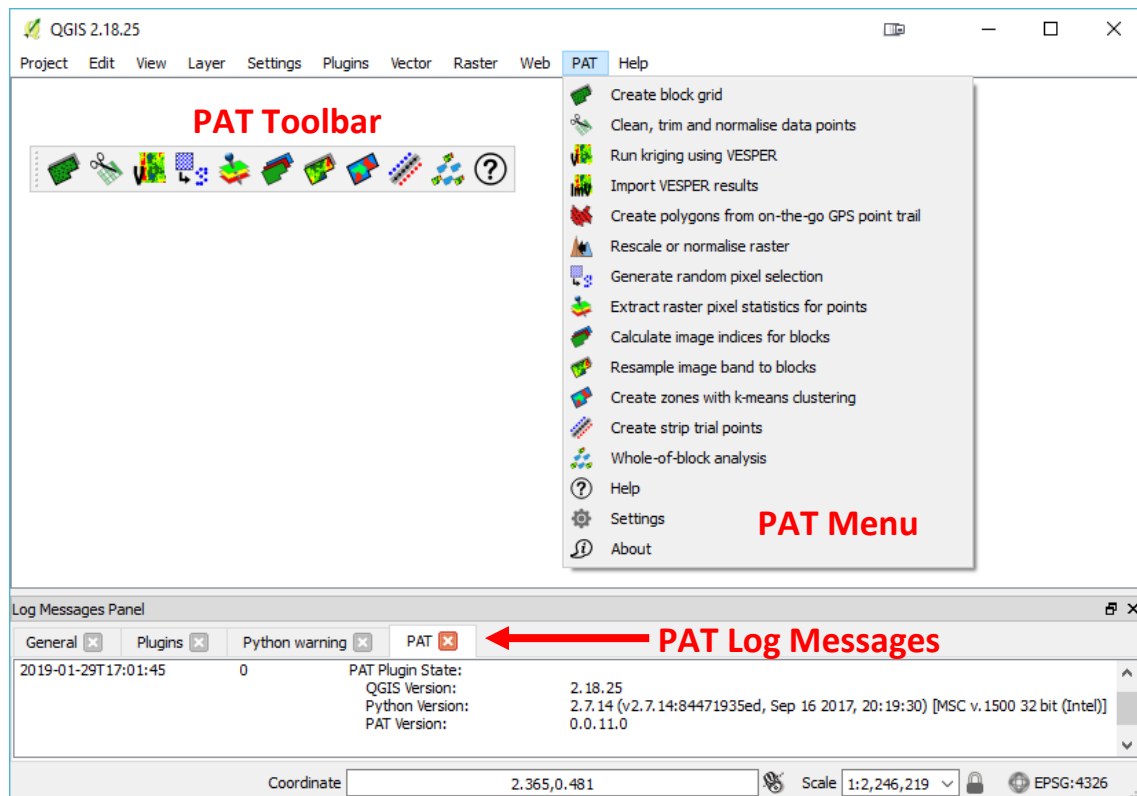 QGIS 2.18.25
Project Edit View Layer Settings Plugins Vector Raster Web PAT Help
PAT Toolbar
Create block grid
Clean, trim and normalise data points
Run kriging using VESPER
Import VESPER results
Create polygons from on-the-go GPS point trail
Rescale or normalise raster
Generate random pixel selection
Extract raster pixel statistics for points
Calculate image indices for blocks
Resample image band to blocks
Create zones with k-means clustering
Create strip trial points
Whole-of-block analysis
Help
Settings
About
PAT Menu
Log Messages Panel
General Plugins Python warning PAT
PAT Log Messages
2019-01-29T17:01:45 0 PAT Plugin State:
QGIS Version: 2.18.25
Python Version: 2.7.14 (v2.7.14:84471935ed, Sep 16 2017, 20:19:30) [MSC v.1500 32 bit (Intel)]
PAT Version: 0.0.11.0
Coordinate 2.365,0.481 Scale 1:2,246,219 EPSG:4326